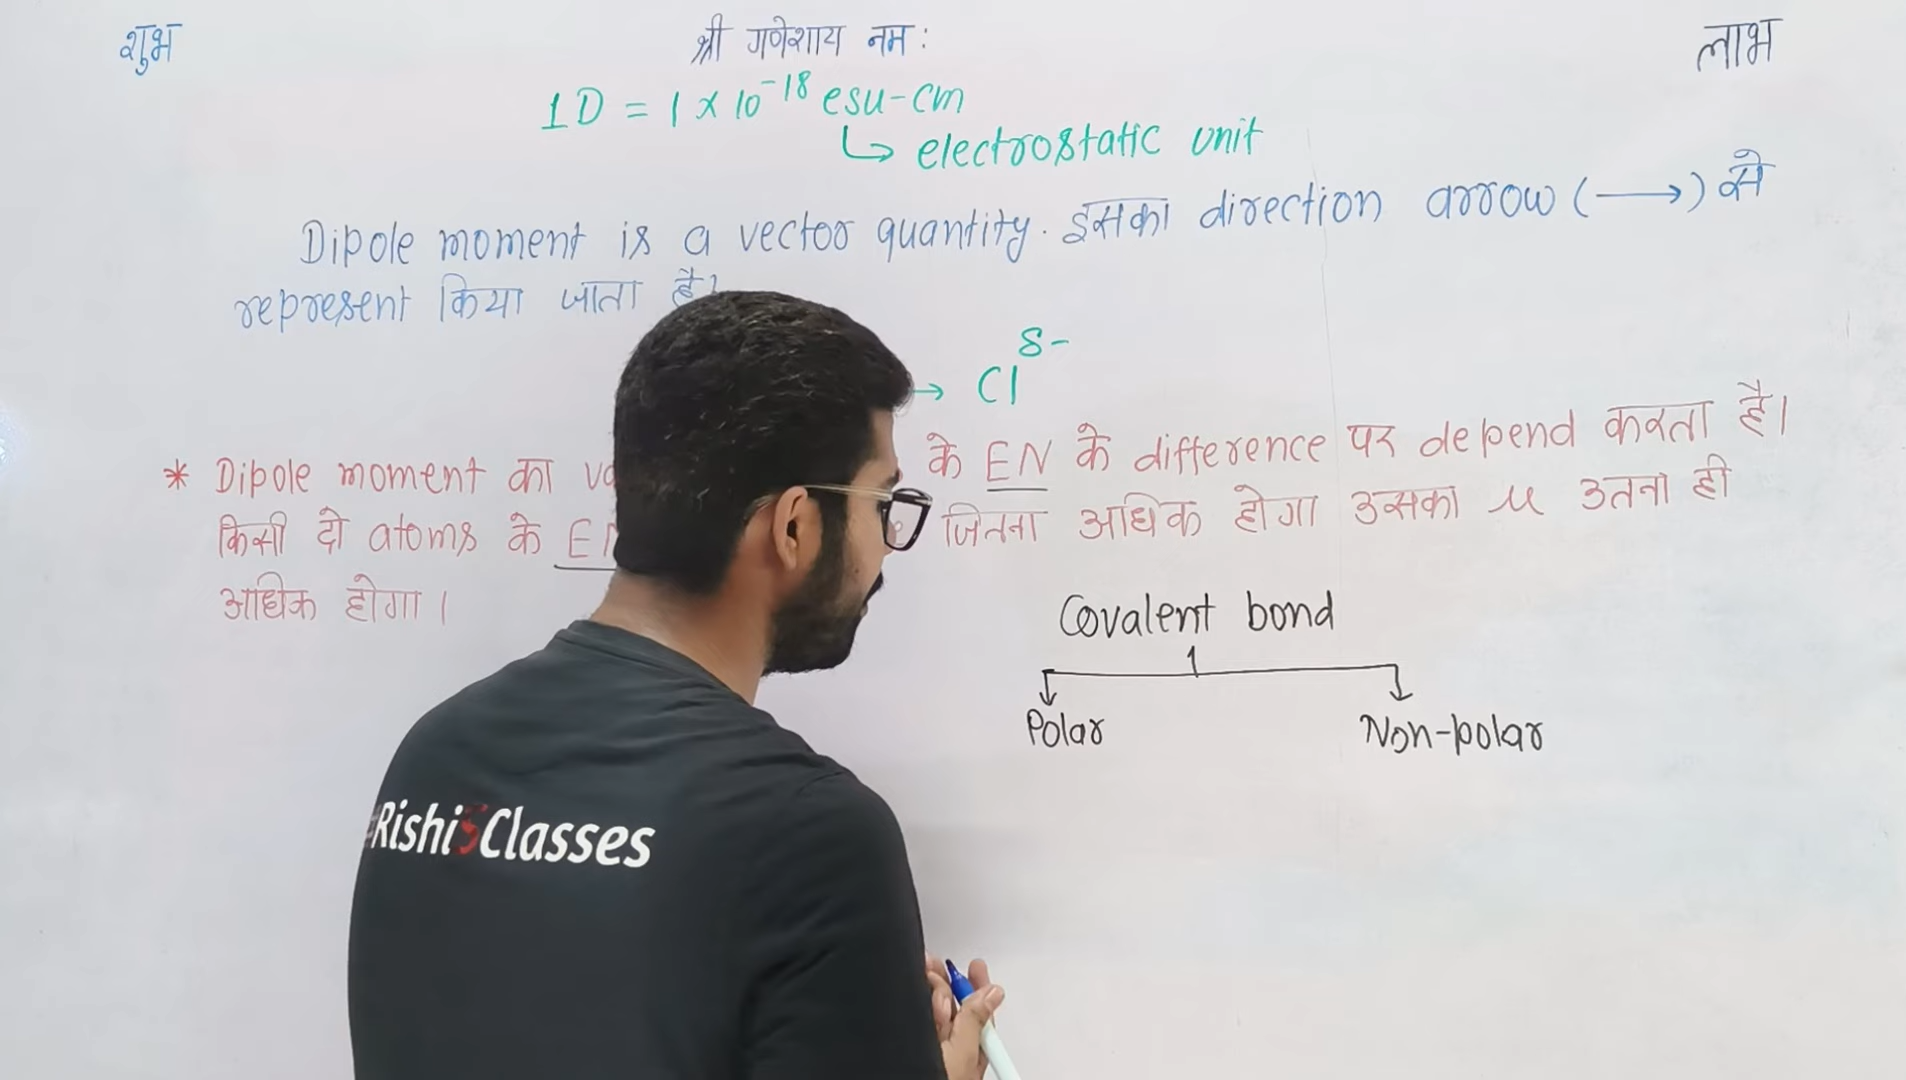 शुभ श्री गणेशाय नमः लाभ
1D = 1 × 10⁻¹⁸ esu-cm
↳ electrostatic unit
Dipole moment is a vector quantity. इसका direction arrow (⟶) से
represent किया जाता है।
δ-
→ Cl
* Dipole moment का के EN के difference पर depend करता है।
किसी दो atoms के जितना अधिक होगा उसका μ उतना ही
अधिक होगा।
Covalent bond
Polar Non-polar
RishiSClasses